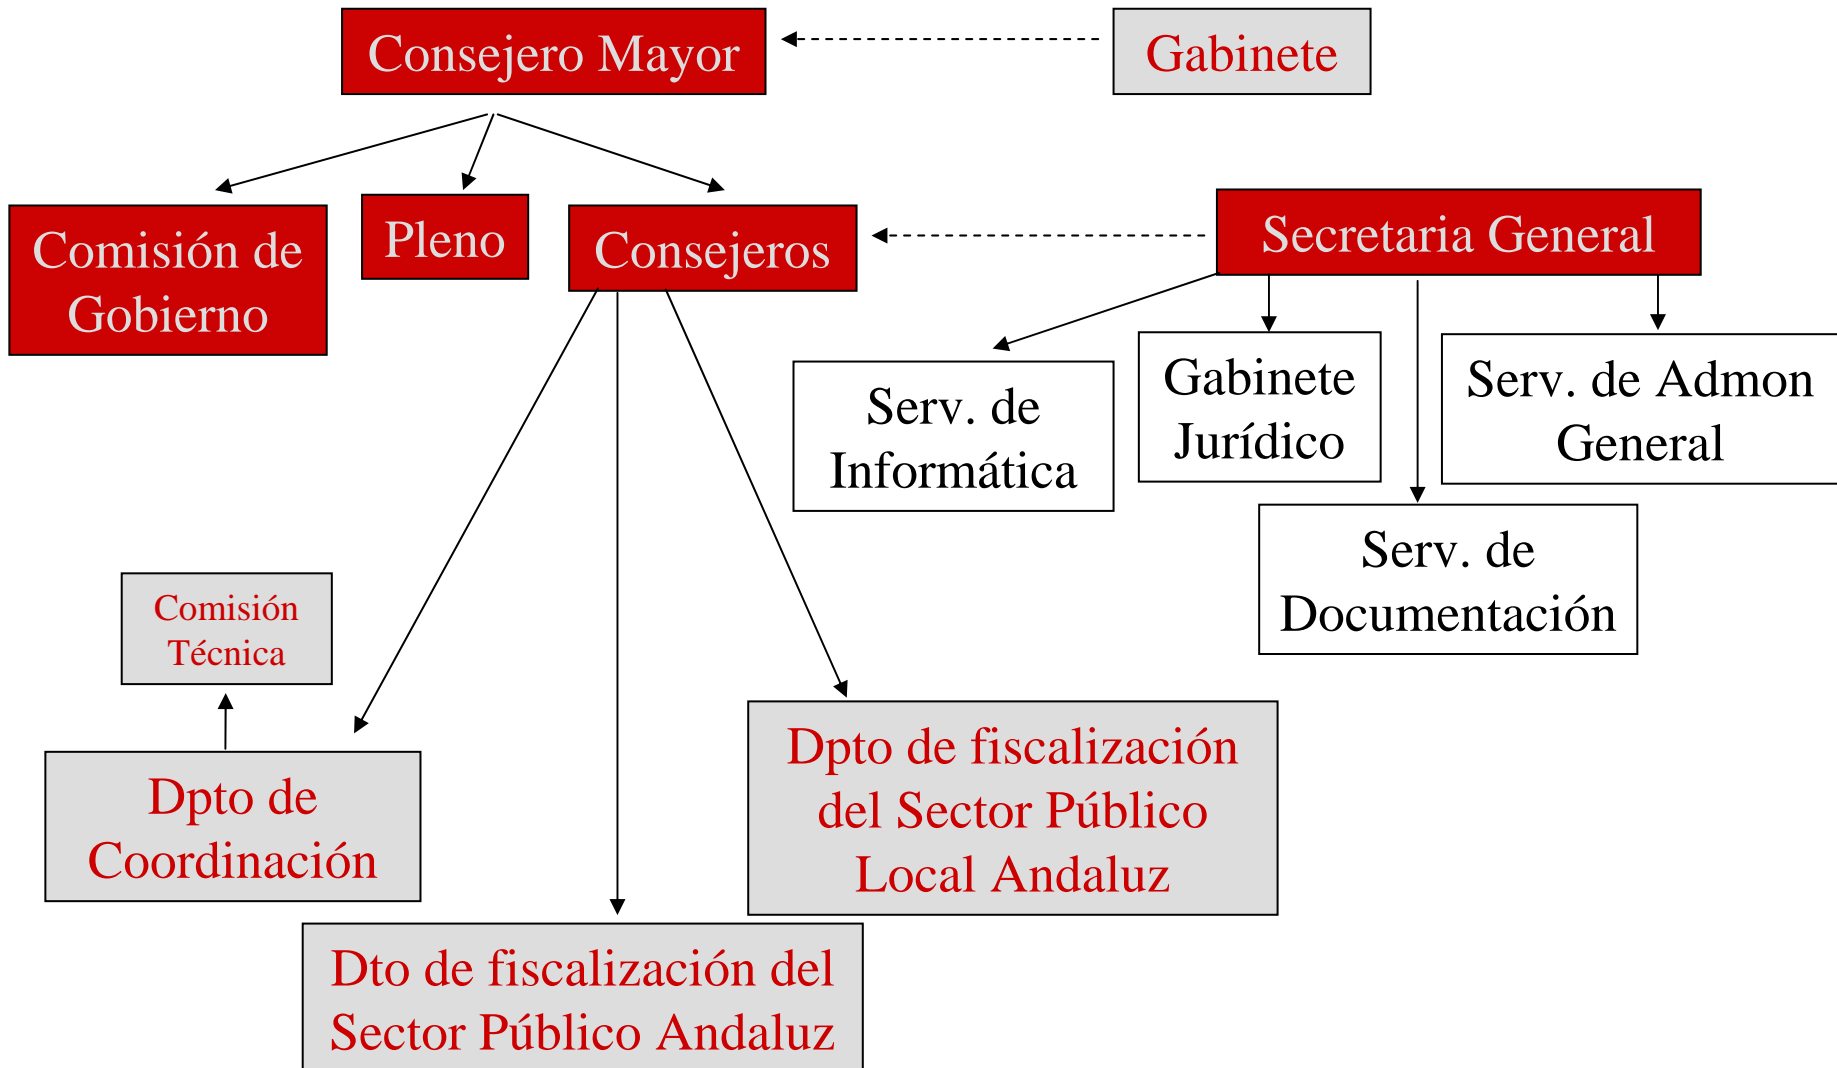 Consejero Mayor
Gabinete
Comisión de
Gobierno
Pleno
Consejeros
Secretaria General
Serv. de
Informática
Gabinete
Jurídico
Serv. de Admon
General
Serv. de
Documentación
Comisión
Técnica
Dpto de
Coordinación
Dpto de fiscalización
del Sector Público
Local Andaluz
Dto de fiscalización del
Sector Público Andaluz